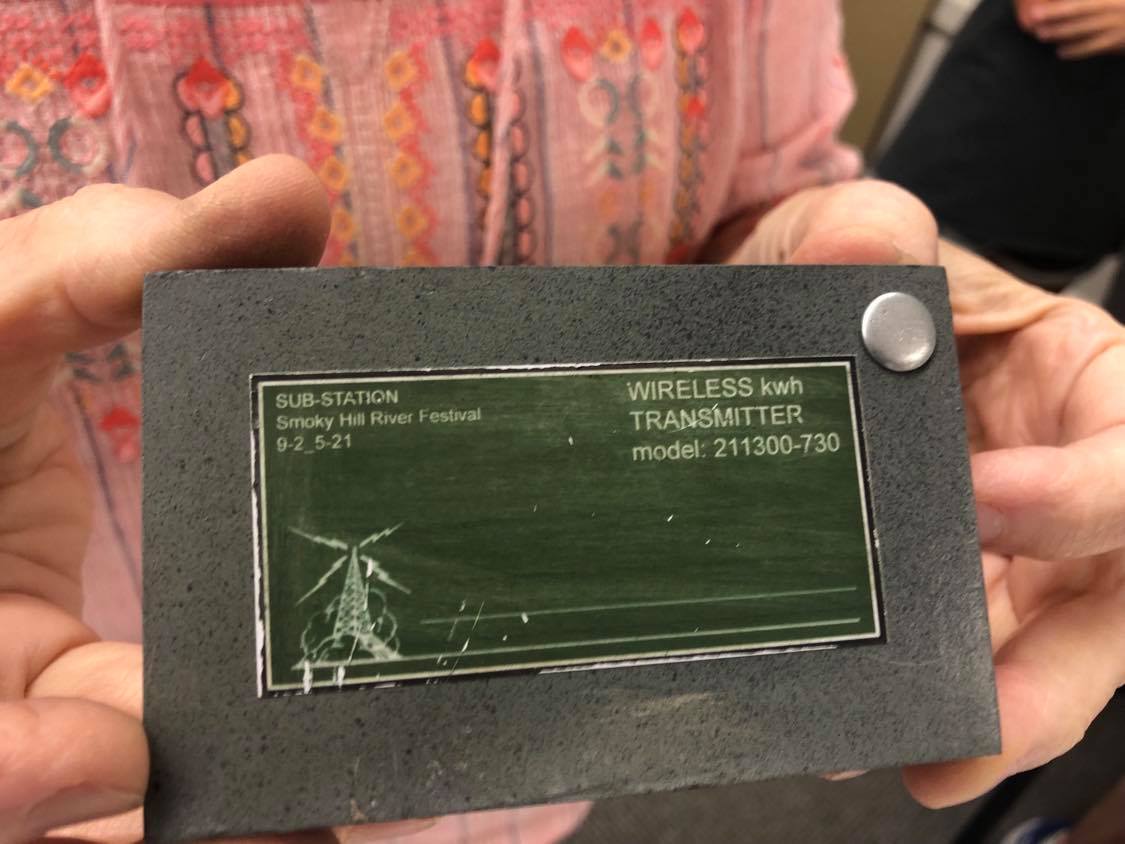 SUB-STATION
Smoky Hill River Festival
9-2_5-21
WIRELESS kwh
TRANSMITTER
model: 211300-730